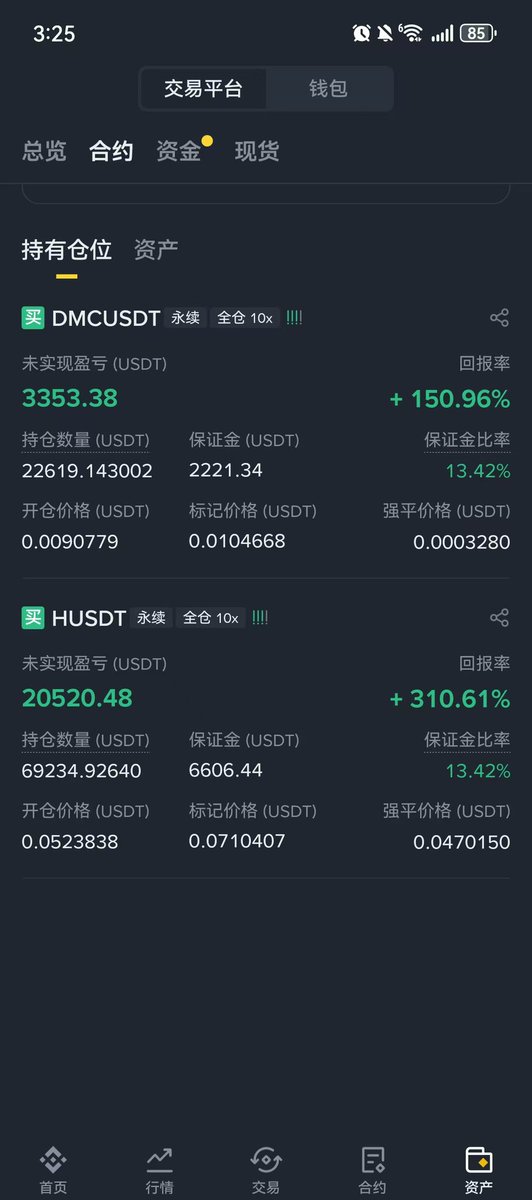 3:25
6
85
交易平台 钱包
总览 合约 资金 现货
持有仓位 资产
买 DMCUSDT 永续 全仓 10x
未实现盈亏 (USDT) 回报率
3353.38 + 150.96%
持仓数量 (USDT) 保证金 (USDT) 保证金比率
22619.143002 2221.34 13.42%
开仓价格 (USDT) 标记价格 (USDT) 强平价格 (USDT)
0.0090779 0.0104668 0.0003280
买 HUSDT 永续 全仓 10x
未实现盈亏 (USDT) 回报率
20520.48 + 310.61%
持仓数量 (USDT) 保证金 (USDT) 保证金比率
69234.92640 6606.44 13.42%
开仓价格 (USDT) 标记价格 (USDT) 强平价格 (USDT)
0.0523838 0.0710407 0.0470150
首页 行情 交易 合约 资产